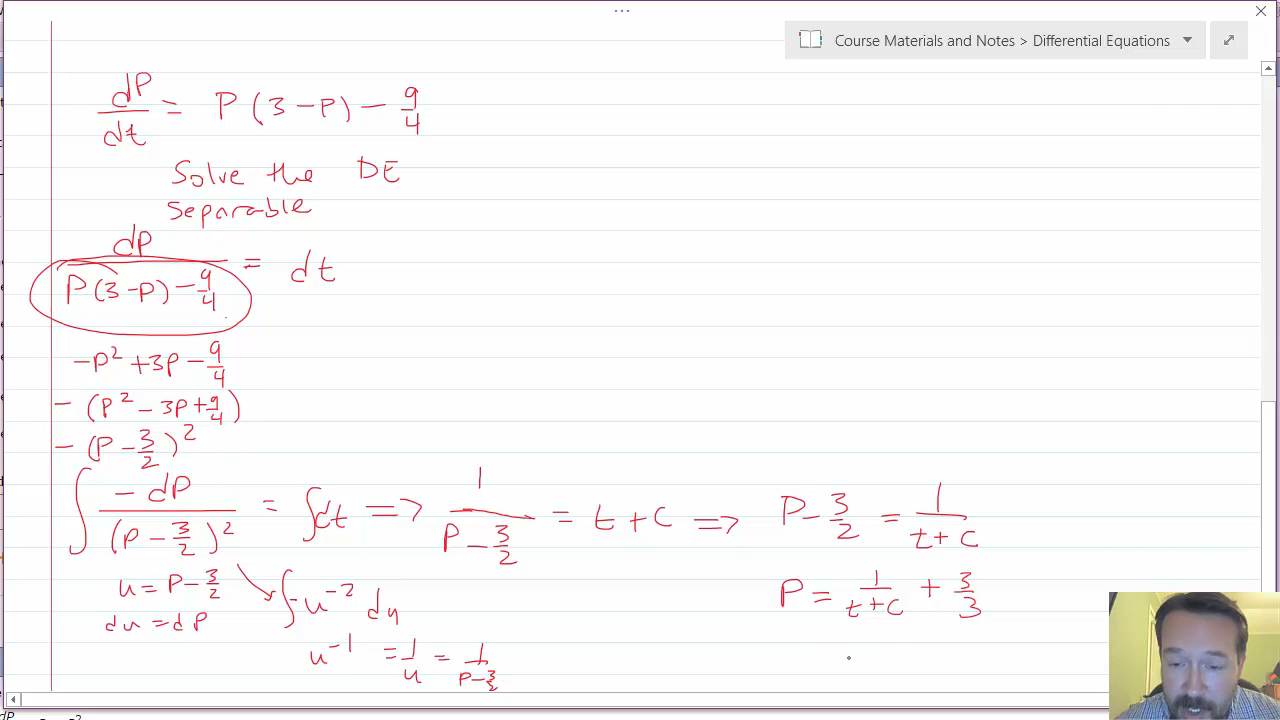 Course Materials and Notes > Differential Equations
dP/dt = P(3-P) - 9/4
Solve the DE
Separable
dP / (P(3-P) - 9/4) = dt
-P² + 3P - 9/4
- (P² - 3P + 9/4)
- (P - 3/2)²
∫ -dP / (P - 3/2)² = ∫dt ⟹ 1 / (P - 3/2) = t + C ⟹ P - 3/2 = 1 / (t + C)
u = P - 3/2
du = dP
∫ -u⁻² du
u⁻¹ = 1/u = 1 / (P - 3/2)
P = 1 / (t + C) + 3/3